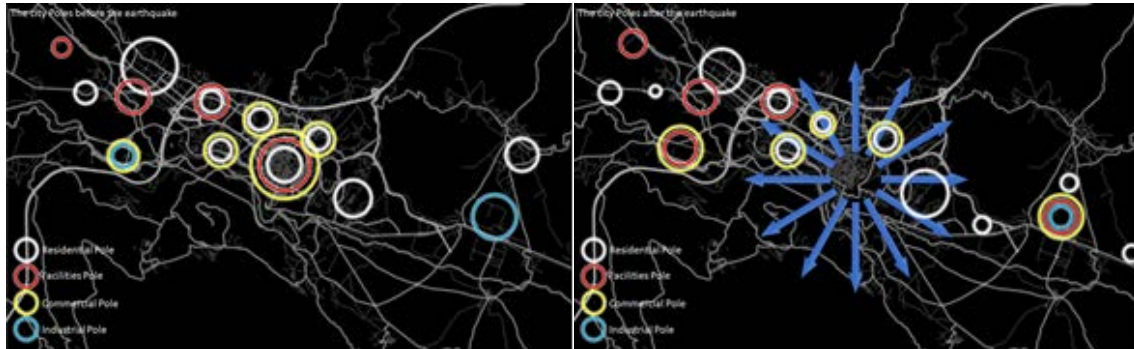 The city Poles before the earthquake
Residential Pole
Facilities Pole
Commercial Pole
Industrial Pole
The city Poles after the earthquake
Residential Pole
Facilities Pole
Commercial Pole
Industrial Pole